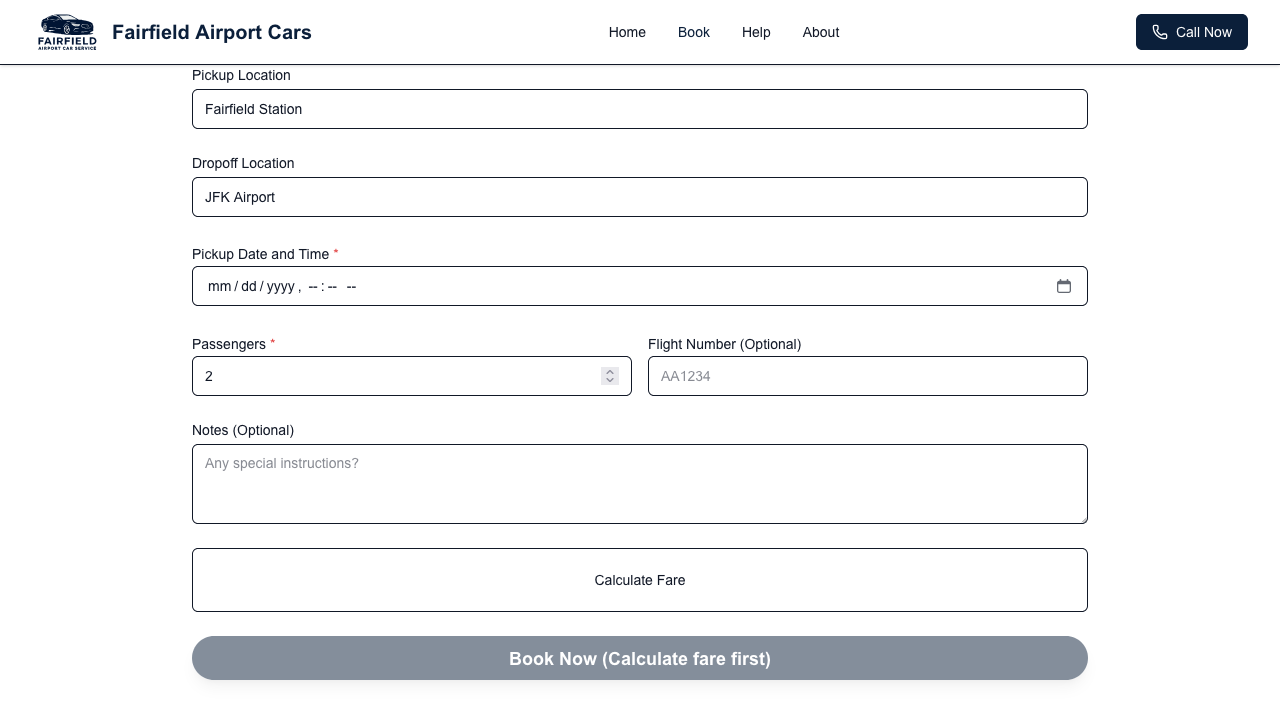 FAIRFIELD
AIRPORT CAR SERVICE
Fairfield Airport Cars
Home
Book
Help
About
Call Now
Pickup Location
Fairfield Station
Dropoff Location
JFK Airport
Pickup Date and Time *
mm/dd/yyyy, --:-- --
Passengers *
Flight Number (Optional)
2
AA1234
Notes (Optional)
Any special instructions?
Calculate Fare
Book Now (Calculate fare first)